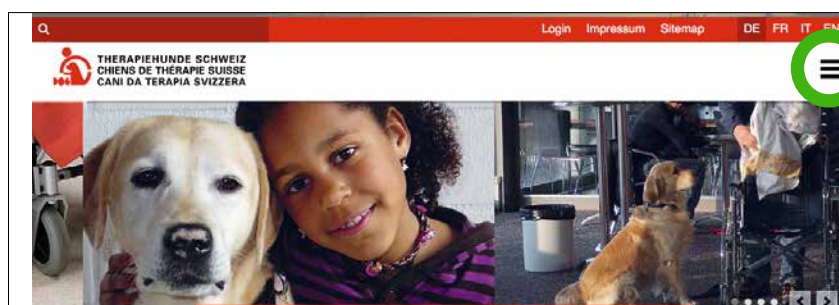 Login Impressum Sitemap DE FR IT EN
THERAPIEHUNDE SCHWEIZ
CHIENS DE THÉRAPIE SUISSE
CANI DA TERAPIA SVIZZERA